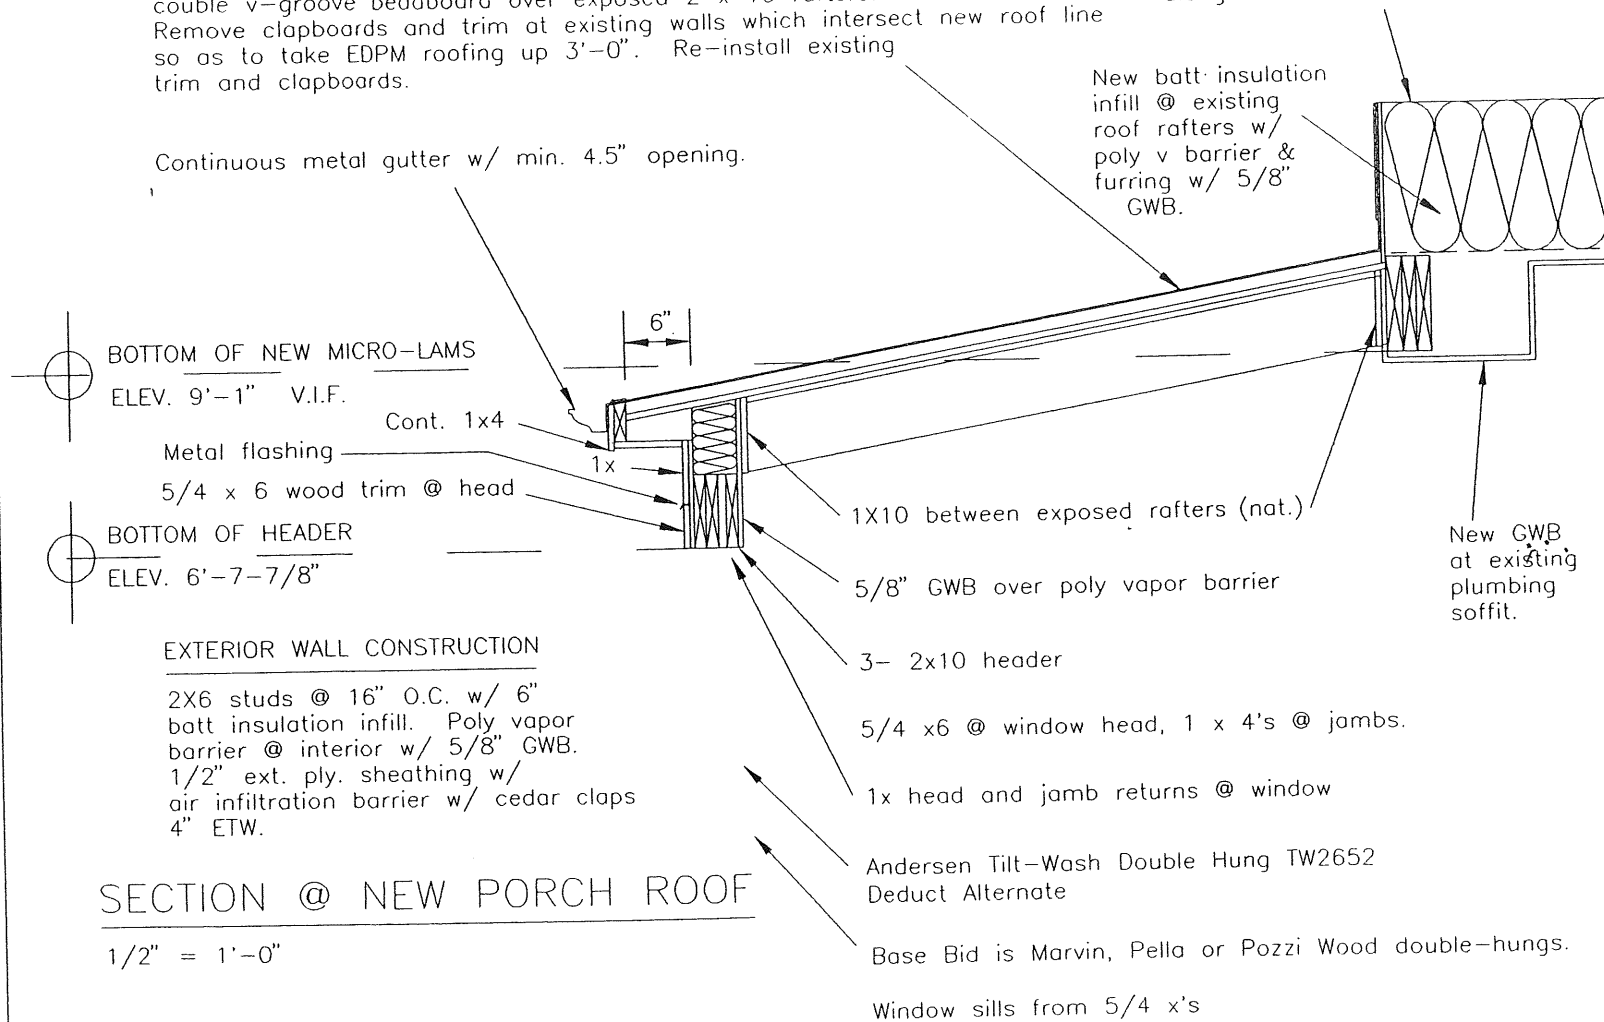 v-groove beadboard over exposed 2 x
Remove clapboards and trim at existing walls which intersect new roof line
so as to take EDPM roofing up 3'-0". Re-install existing
trim and clapboards.
New batt insulation
infill @ existing
roof rafters w/
poly v barrier &
furring w/ 5/8"
GWB.
Continuous metal gutter w/ min. 4.5" opening.
6"
BOTTOM OF NEW MICRO-LAMS
ELEV. 9'-1" V.I.F.
Cont. 1x4
Metal flashing
1x
5/4 x 6 wood trim @ head
BOTTOM OF HEADER
ELEV. 6'-7-7/8"
1X10 between exposed rafters (nat.)
New GWB
at existing
plumbing
soffit.
5/8" GWB over poly vapor barrier
3- 2x10 header
5/4 x6 @ window head, 1 x 4's @ jambs.
1x head and jamb returns @ window
EXTERIOR WALL CONSTRUCTION
2X6 studs @ 16" O.C. w/ 6"
batt insulation infill. Poly vapor
barrier @ interior w/ 5/8" GWB.
1/2" ext. ply. sheathing w/
air infiltration barrier w/ cedar claps
4" ETW.
Andersen Tilt-Wash Double Hung TW2652
Deduct Alternate
SECTION @ NEW PORCH ROOF
1/2" = 1'-0"
Base Bid is Marvin, Pella or Pozzi Wood double-hungs.
Window sills from 5/4 x's